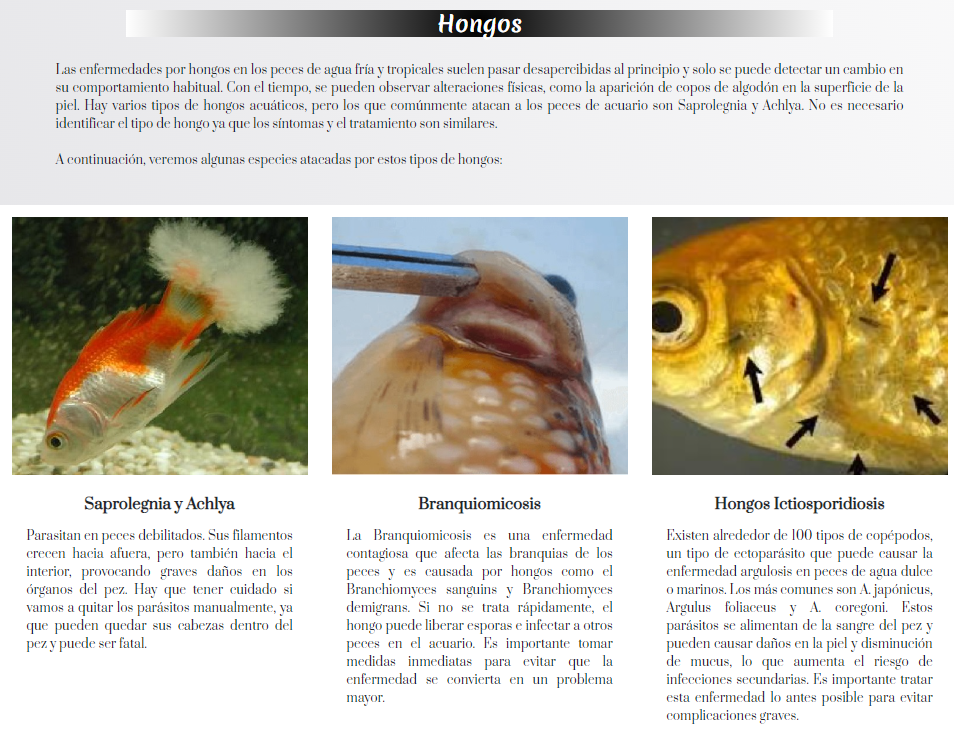 Hongos
Las enfermedades por hongos en los peces de agua fría y tropicales suelen pasar desapercibidas al principio y solo se puede detectar un cambio en
su comportamiento habitual. Con el tiempo, se pueden observar alteraciones físicas, como la aparición de copos de algodón en la superficie de la
piel. Hay varios tipos de hongos acuáticos, pero los que comúnmente atacan a los peces de acuario son Saprolegnia y Achlya. No es necesario
identificar el tipo de hongo ya que los síntomas y el tratamiento son similares.
A continuación, veremos algunas especies atacadas por estos tipos de hongos:
Saprolegnia y Achlya
Parasitan en peces debilitados. Sus filamentos
crecen hacia afuera, pero también hacia el
interior, provocando graves daños en los
órganos del pez. Hay que tener cuidado si
vamos a quitar los parásitos manualmente, ya
que pueden quedar sus cabezas dentro del
pez y puede ser fatal.
Branquiomicosis
La Branquiomicosis es una enfermedad
contagiosa que afecta las branquias de los
peces y es causada por hongos como el
Branchiomyces sanguins y Branchiomyces
demigrans. Si no se trata rápidamente, el
hongo puede liberar esporas e infectar a otros
peces en el acuario. Es importante tomar
medidas inmediatas para evitar que la
enfermedad se convierta en un problema
mayor.
Hongos Ictiosporidiosis
Existen alrededor de 100 tipos de copépodos,
un tipo de ectoparásito que puede causar la
enfermedad argulosis en peces de agua dulce
o marinos. Los más comunes son A. japónicus,
Argulus foliaceus y A. coregoni. Estos
parásitos se alimentan de la sangre del pez y
pueden causar daños en la piel y disminución
de mucus, lo que aumenta el riesgo de
infecciones secundarias. Es importante tratar
esta enfermedad lo antes posible para evitar
complicaciones graves.